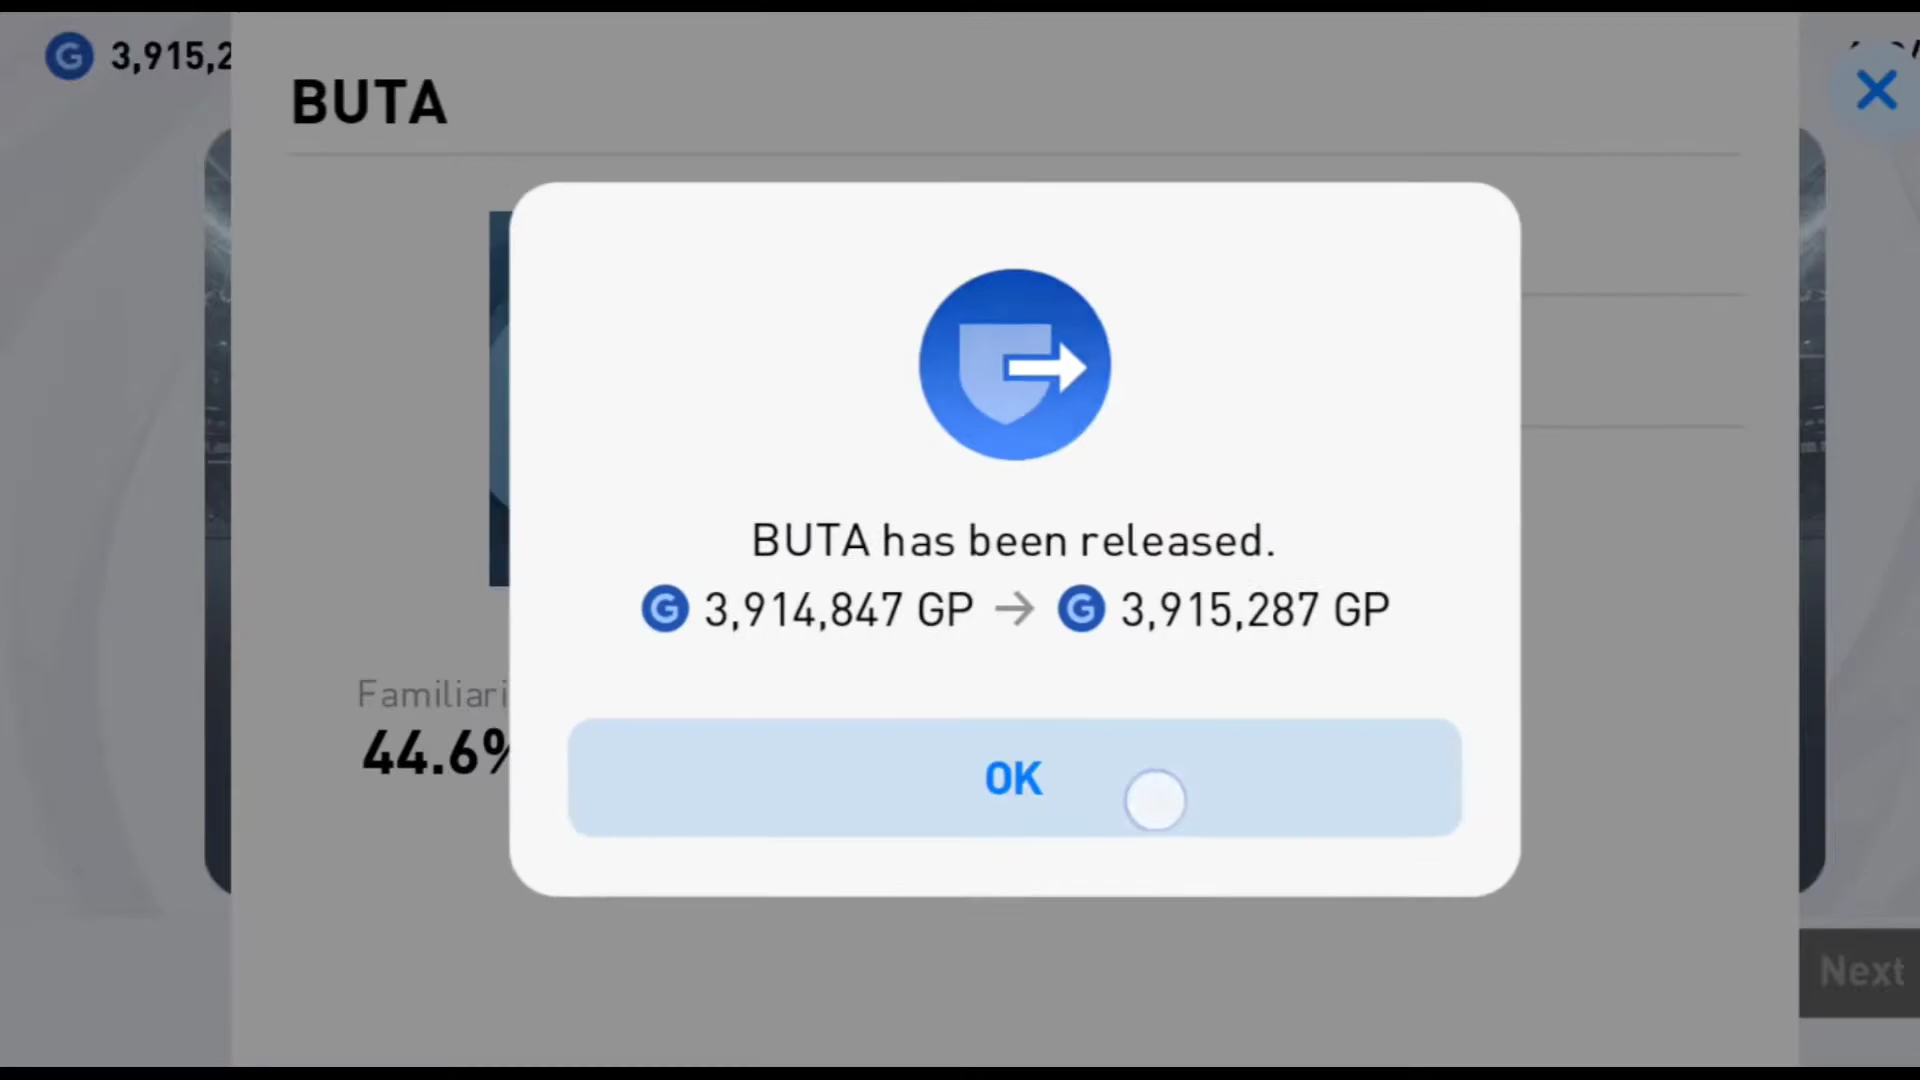 G 3,915,2
BUTA
BUTA has been released.
G 3,914,847 GP → G 3,915,287 GP
Familiari
44.6%
OK
Next